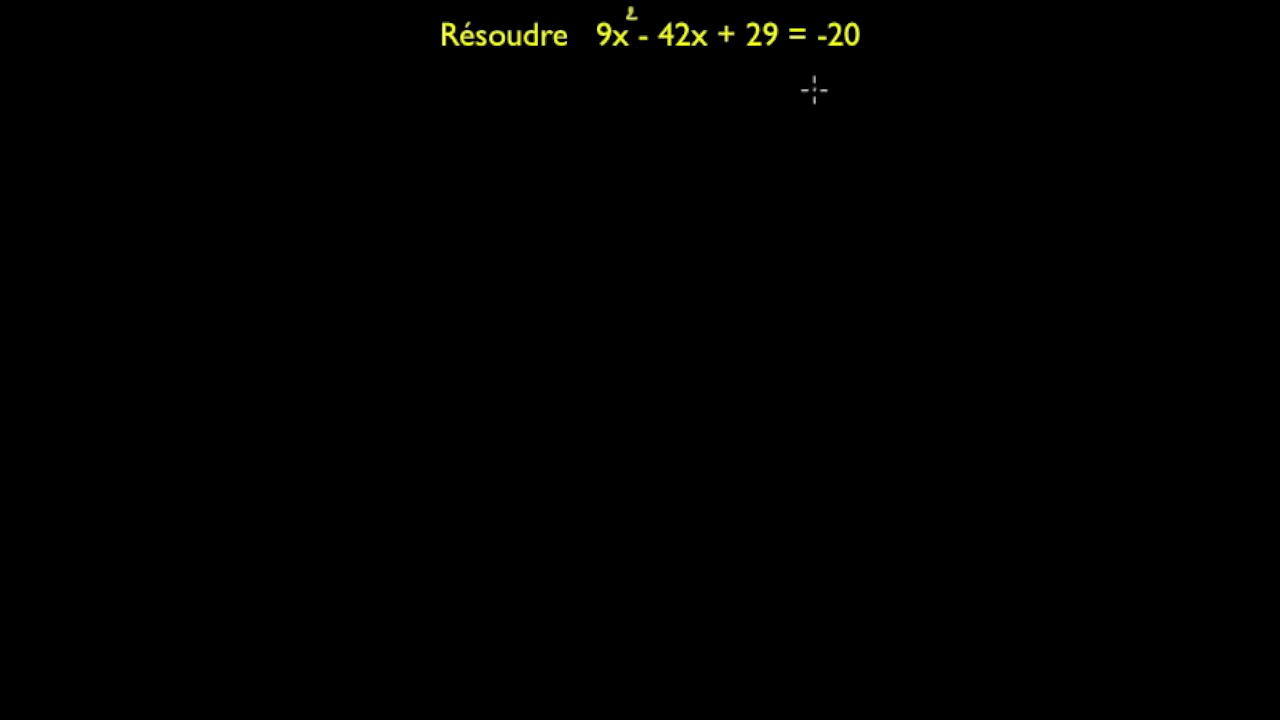 Résoudre 9x² - 42x + 29 = -20